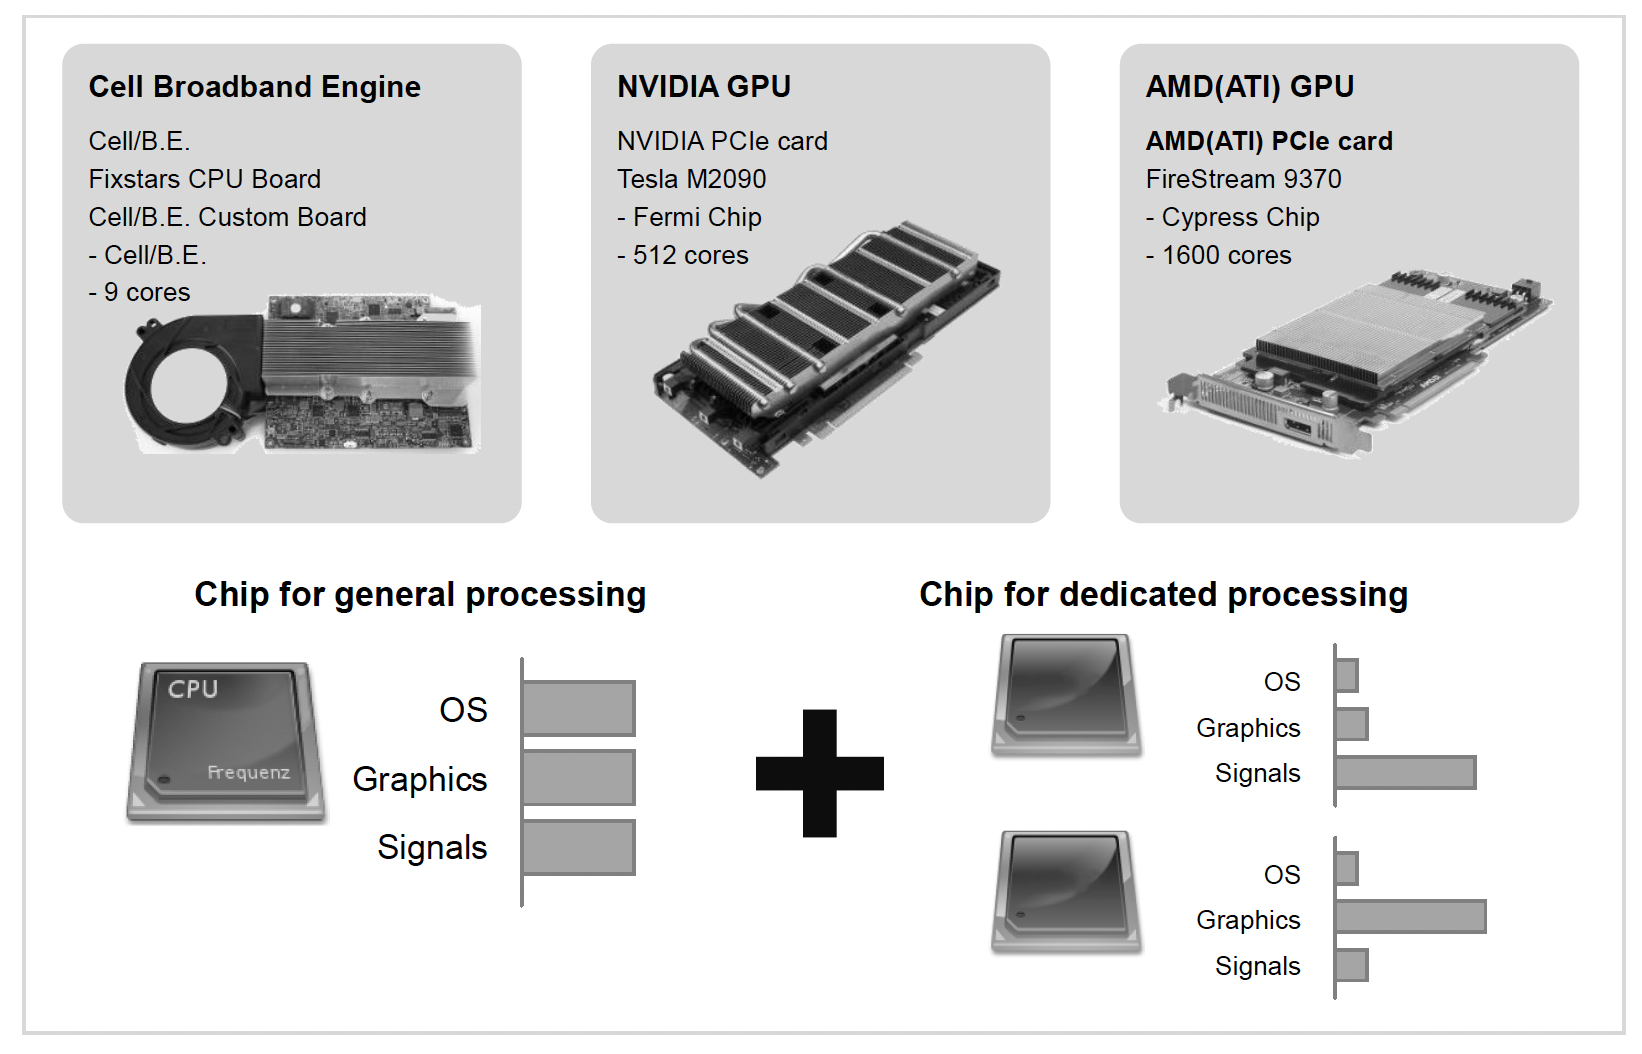 Cell Broadband Engine
Cell/B.E.
Fixstars CPU Board
Cell/B.E. Custom Board
- Cell/B.E.
- 9 cores
NVIDIA GPU
NVIDIA PCIe card
Tesla M2090
- Fermi Chip
- 512 cores
AMD(ATI) GPU
AMD(ATI) PCIe card
FireStream 9370
- Cypress Chip
- 1600 cores
Chip for general processing
CPU
Frequenz
OS
Graphics
Signals
Chip for dedicated processing
OS
Graphics
Signals
OS
Graphics
Signals